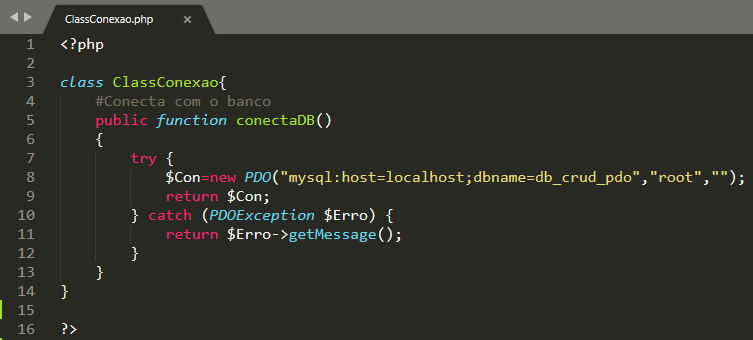 ClassConexao.php ×
1 <?php
2
3 class ClassConexao{
4     #Conecta com o banco
5     public function conectaDB()
6     {
7         try {
8             $Con=new PDO("mysql:host=localhost;dbname=db_crud_pdo","root","");
9             return $Con;
10         } catch (PDOException $Erro) {
11             return $Erro->getMessage();
12         }
13     }
14 }
15
16 ?>